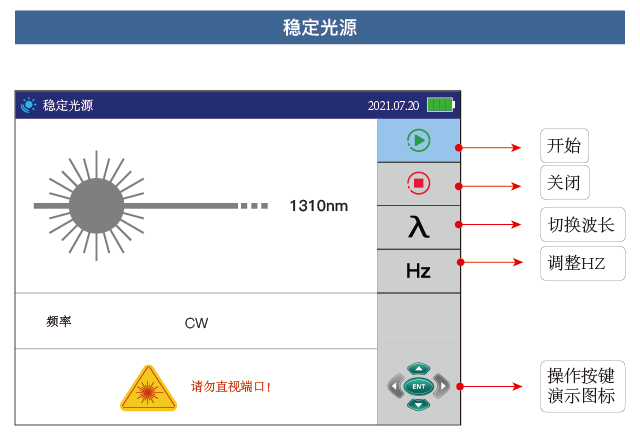 稳定光源
稳定光源
2021.07.20
开始
关闭
1310nm
λ
切换波长
Hz
调整HZ
频率
CW
请勿直视端口!
ENT
操作按键
演示图标